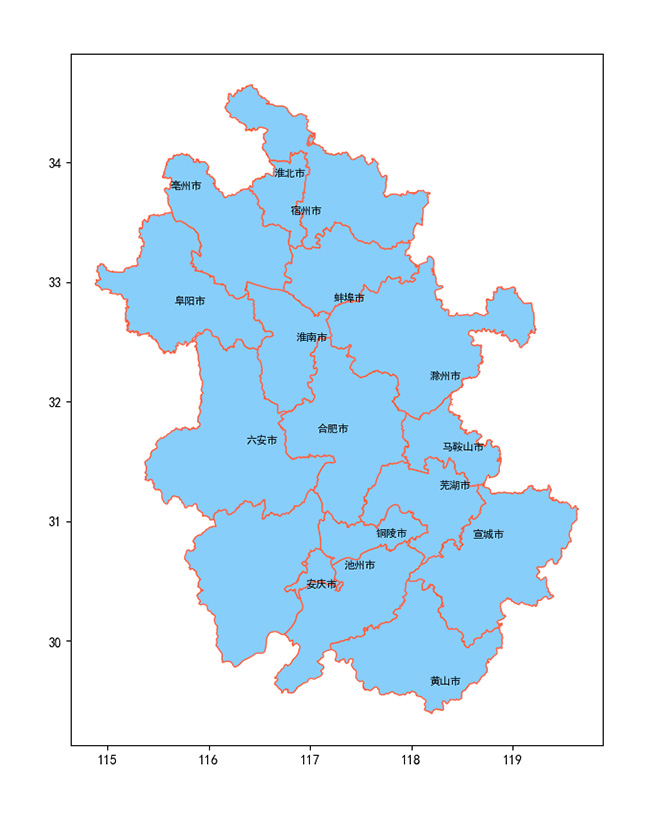 34
淮北市
亳州市
宿州市
33
蚌埠市
阜阳市
淮南市
滁州市
32
合肥市
六安市
马鞍山市
芜湖市
31
铜陵市
宣城市
池州市
安庆市
30
黄山市
115 116 117 118 119